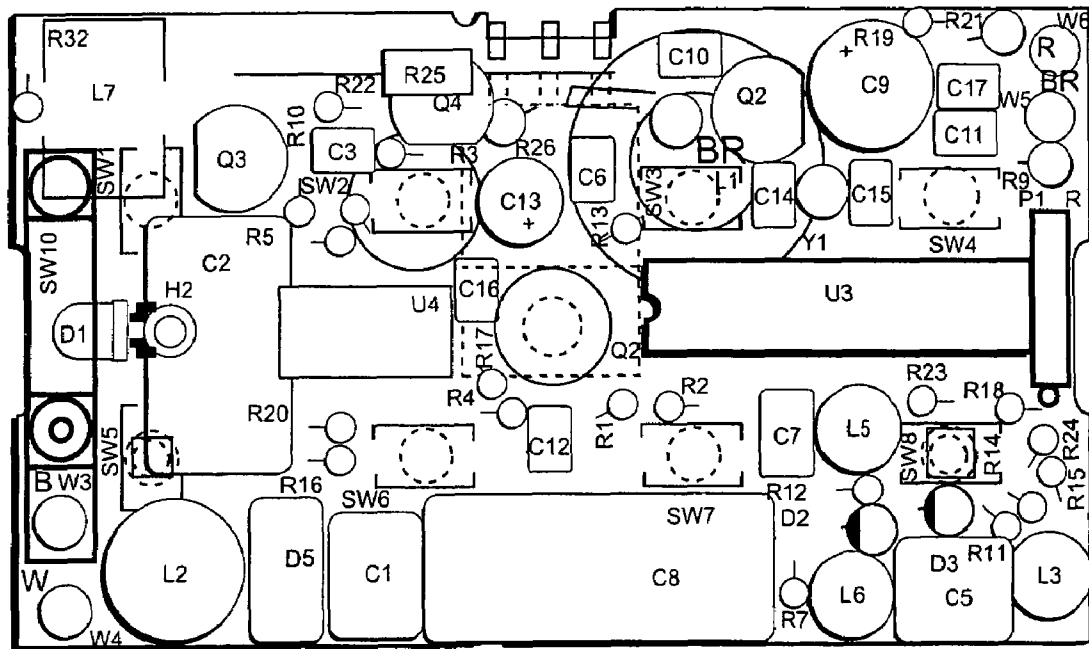 R32
L7
R22
R10
R25
Q4
C10
Q2
R19
+
C9
R21
W6
R
BR
C17
W5
C11
Q3
C3
R3
R26
C6
BR
SW3
L1
C14
C15
R9
P1
R
SW1
SW2
C13
+
R13
Y1
SW4
R5
SW10
C2
H2
D1
U4
C16
R17
Q2
U3
R4
R20
C12
R1
R2
C7
L5
R23
R18
SW8
R14
R24
R15
SW5
B
W3
R16
SW6
SW7
R12
D2
W
L2
D5
C1
C8
R7
L6
D3
R11
C5
L3
W4